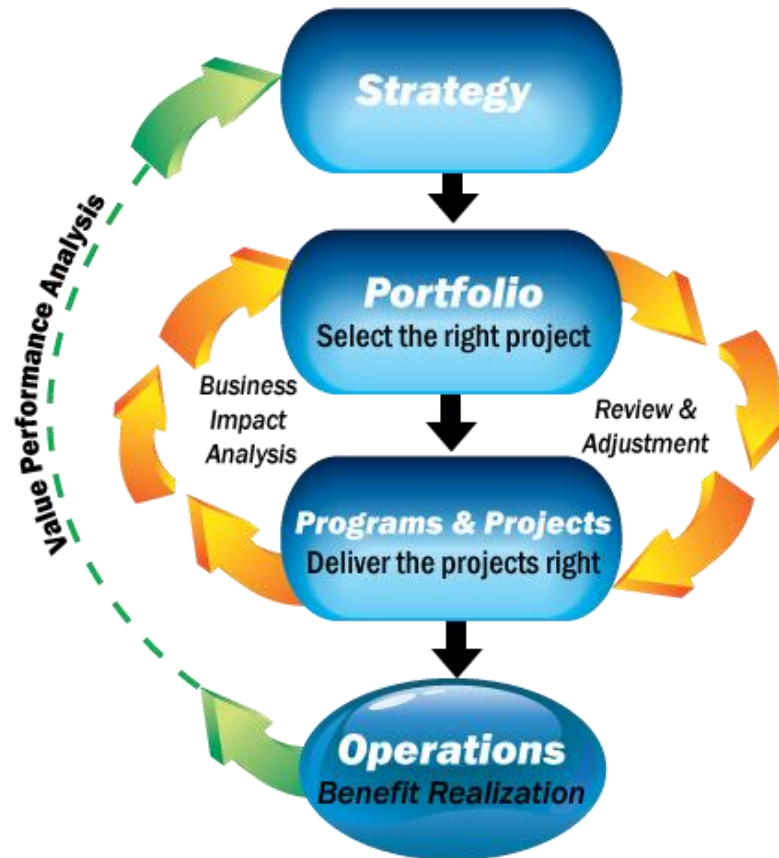 Strategy
Value Performance Analysis
Portfolio
Select the right project
Business
Impact
Analysis
Review &
Adjustment
Programs & Projects
Deliver the projects right
Operations
Benefit Realization